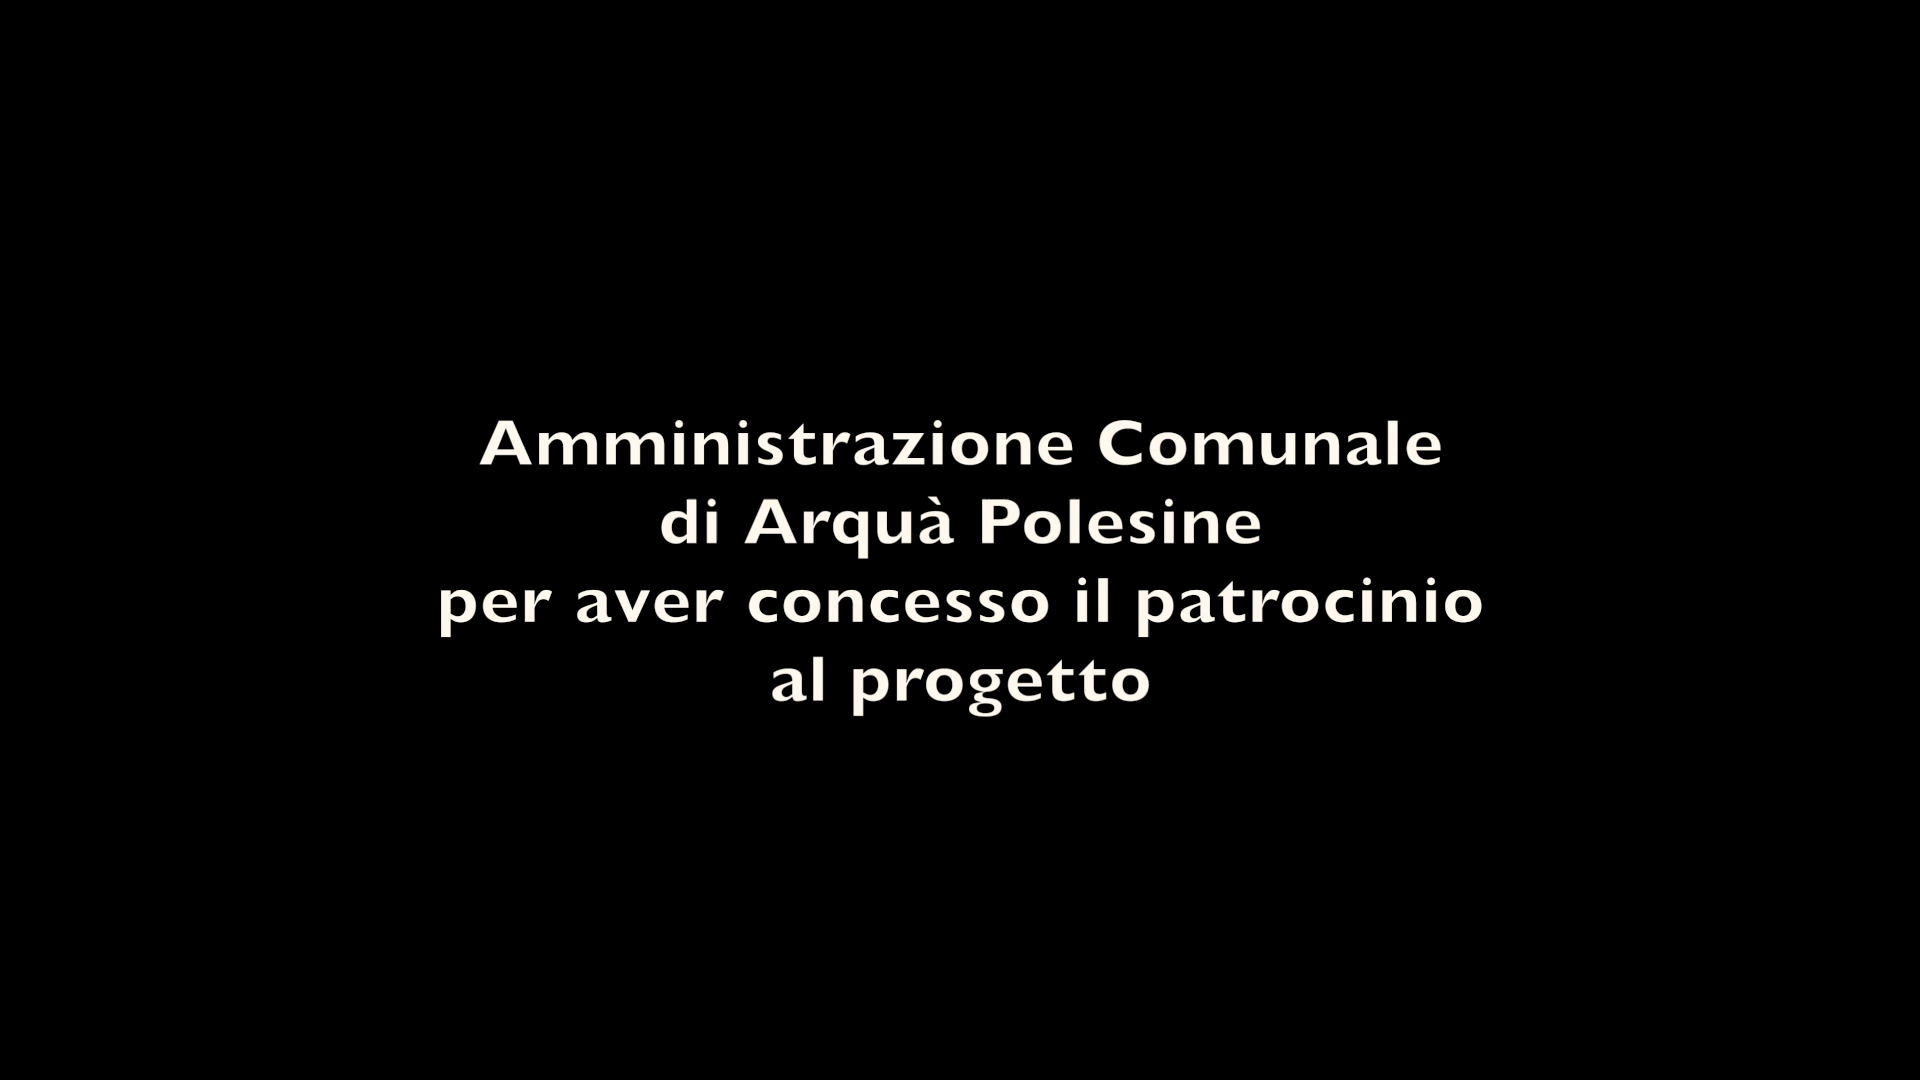 Amministrazione Comunale
di Arquà Polesine
per aver concesso il patrocinio
al progetto